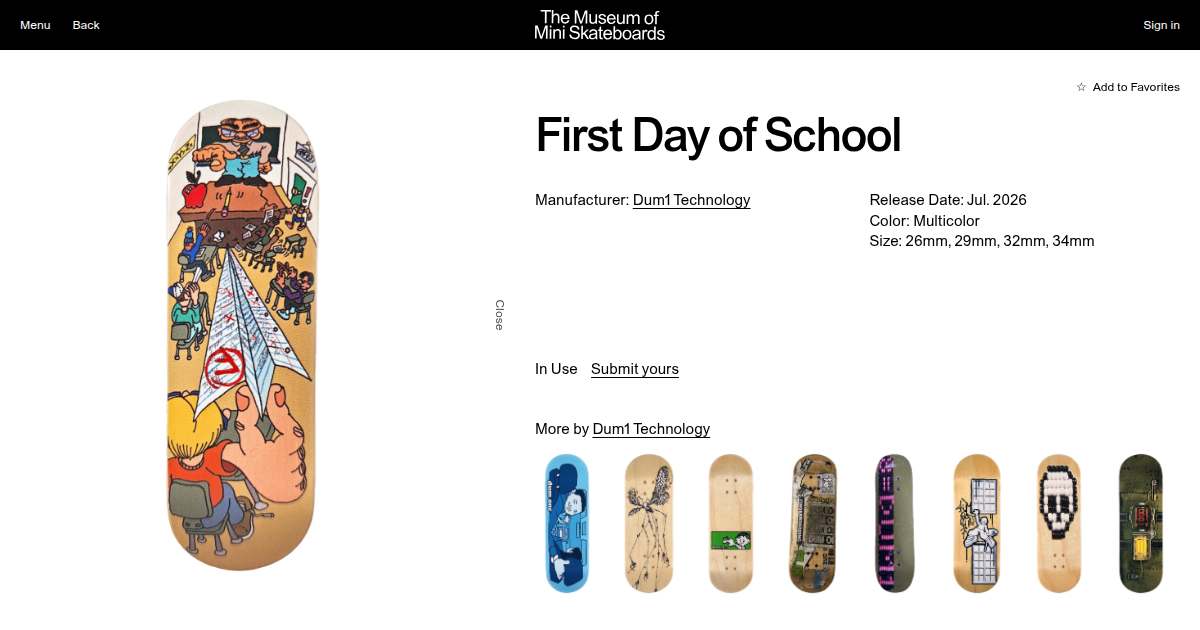 Menu
Back
The Museum of
Mini Skateboards
Sign in
☆ Add to Favorites
First Day of School
Manufacturer: Dum1 Technology
Release Date: Jul. 2026
Color: Multicolor
Size: 26mm, 29mm, 32mm, 34mm
Close
In Use Submit yours
More by Dum1 Technology